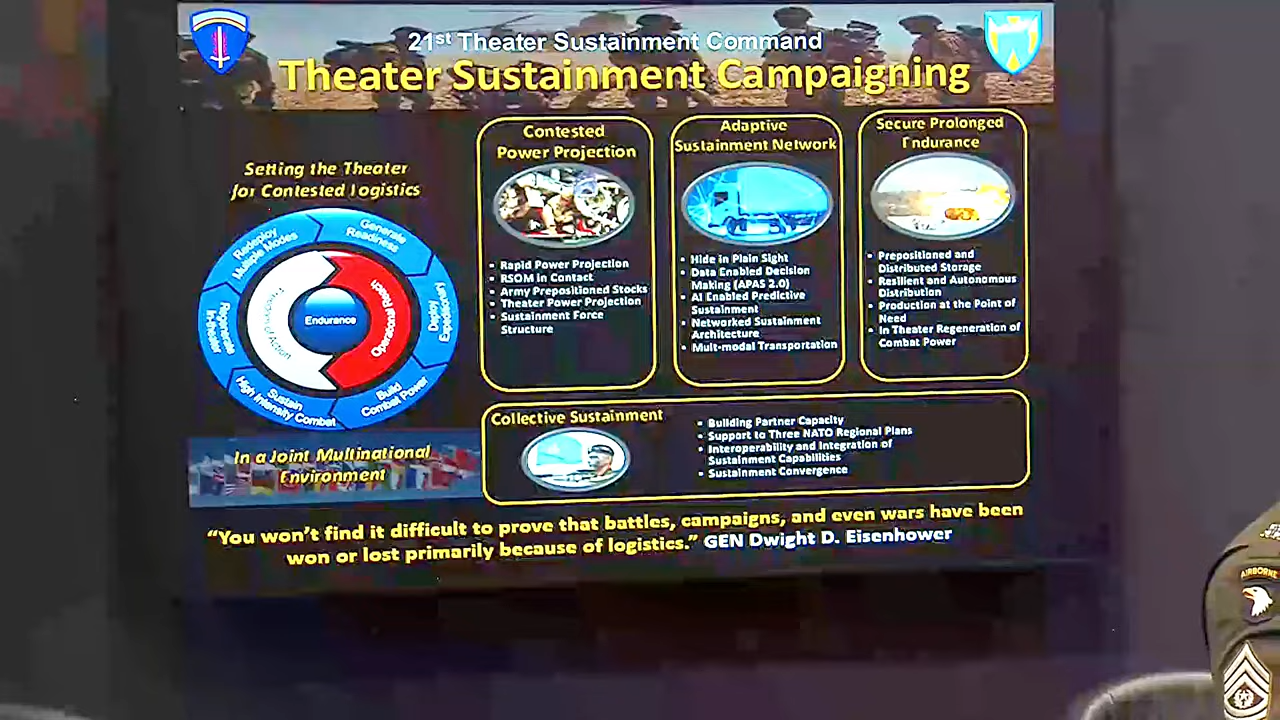 21st Theater Sustainment Command
Theater Sustainment Campaigning
Setting the Theater
for Contested Logistics
Redeploy
Multiple Modes
Generate
Readiness
Deploy
Build
Combat Power
Sustain
High Intensity Combat
Regenerate
In-Theater
Operational Reach
Endurance
In a Joint Multinational
Environment
Contested
Power Projection
• Rapid Power Projection
• RSOM in Contact
• Army Prepositioned Stocks
• Theater Power Projection
• Sustainment Force
Structure
Adaptive
Sustainment Network
• Hide in Plain Sight
• Data Enabled Decision
Making (APAS 2.0)
• AI Enabled Predictive
Sustainment
• Networked Sustainment
Architecture
• Mult-modal Transportation
Secure Prolonged
Endurance
• Prepositioned and
Distributed Storage
• Resilient and Autonomous
Distribution
• Production at the Point of
Need
• In Theater Regeneration of
Combat Power
Collective Sustainment
• Building Partner Capacity
• Support to Three NATO Regional Plans
• Interoperability and Integration of
Sustainment Capabilities
• Sustainment Convergence
“You won’t find it difficult to prove that battles, campaigns, and even wars have been
won or lost primarily because of logistics.” GEN Dwight D. Eisenhower
AIRBORNE